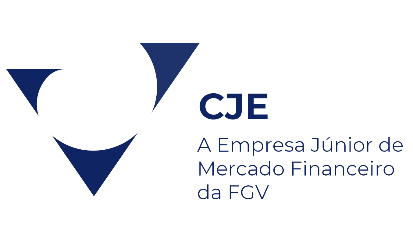 CJE
A Empresa Júnior de
Mercado Financeiro
da FGV